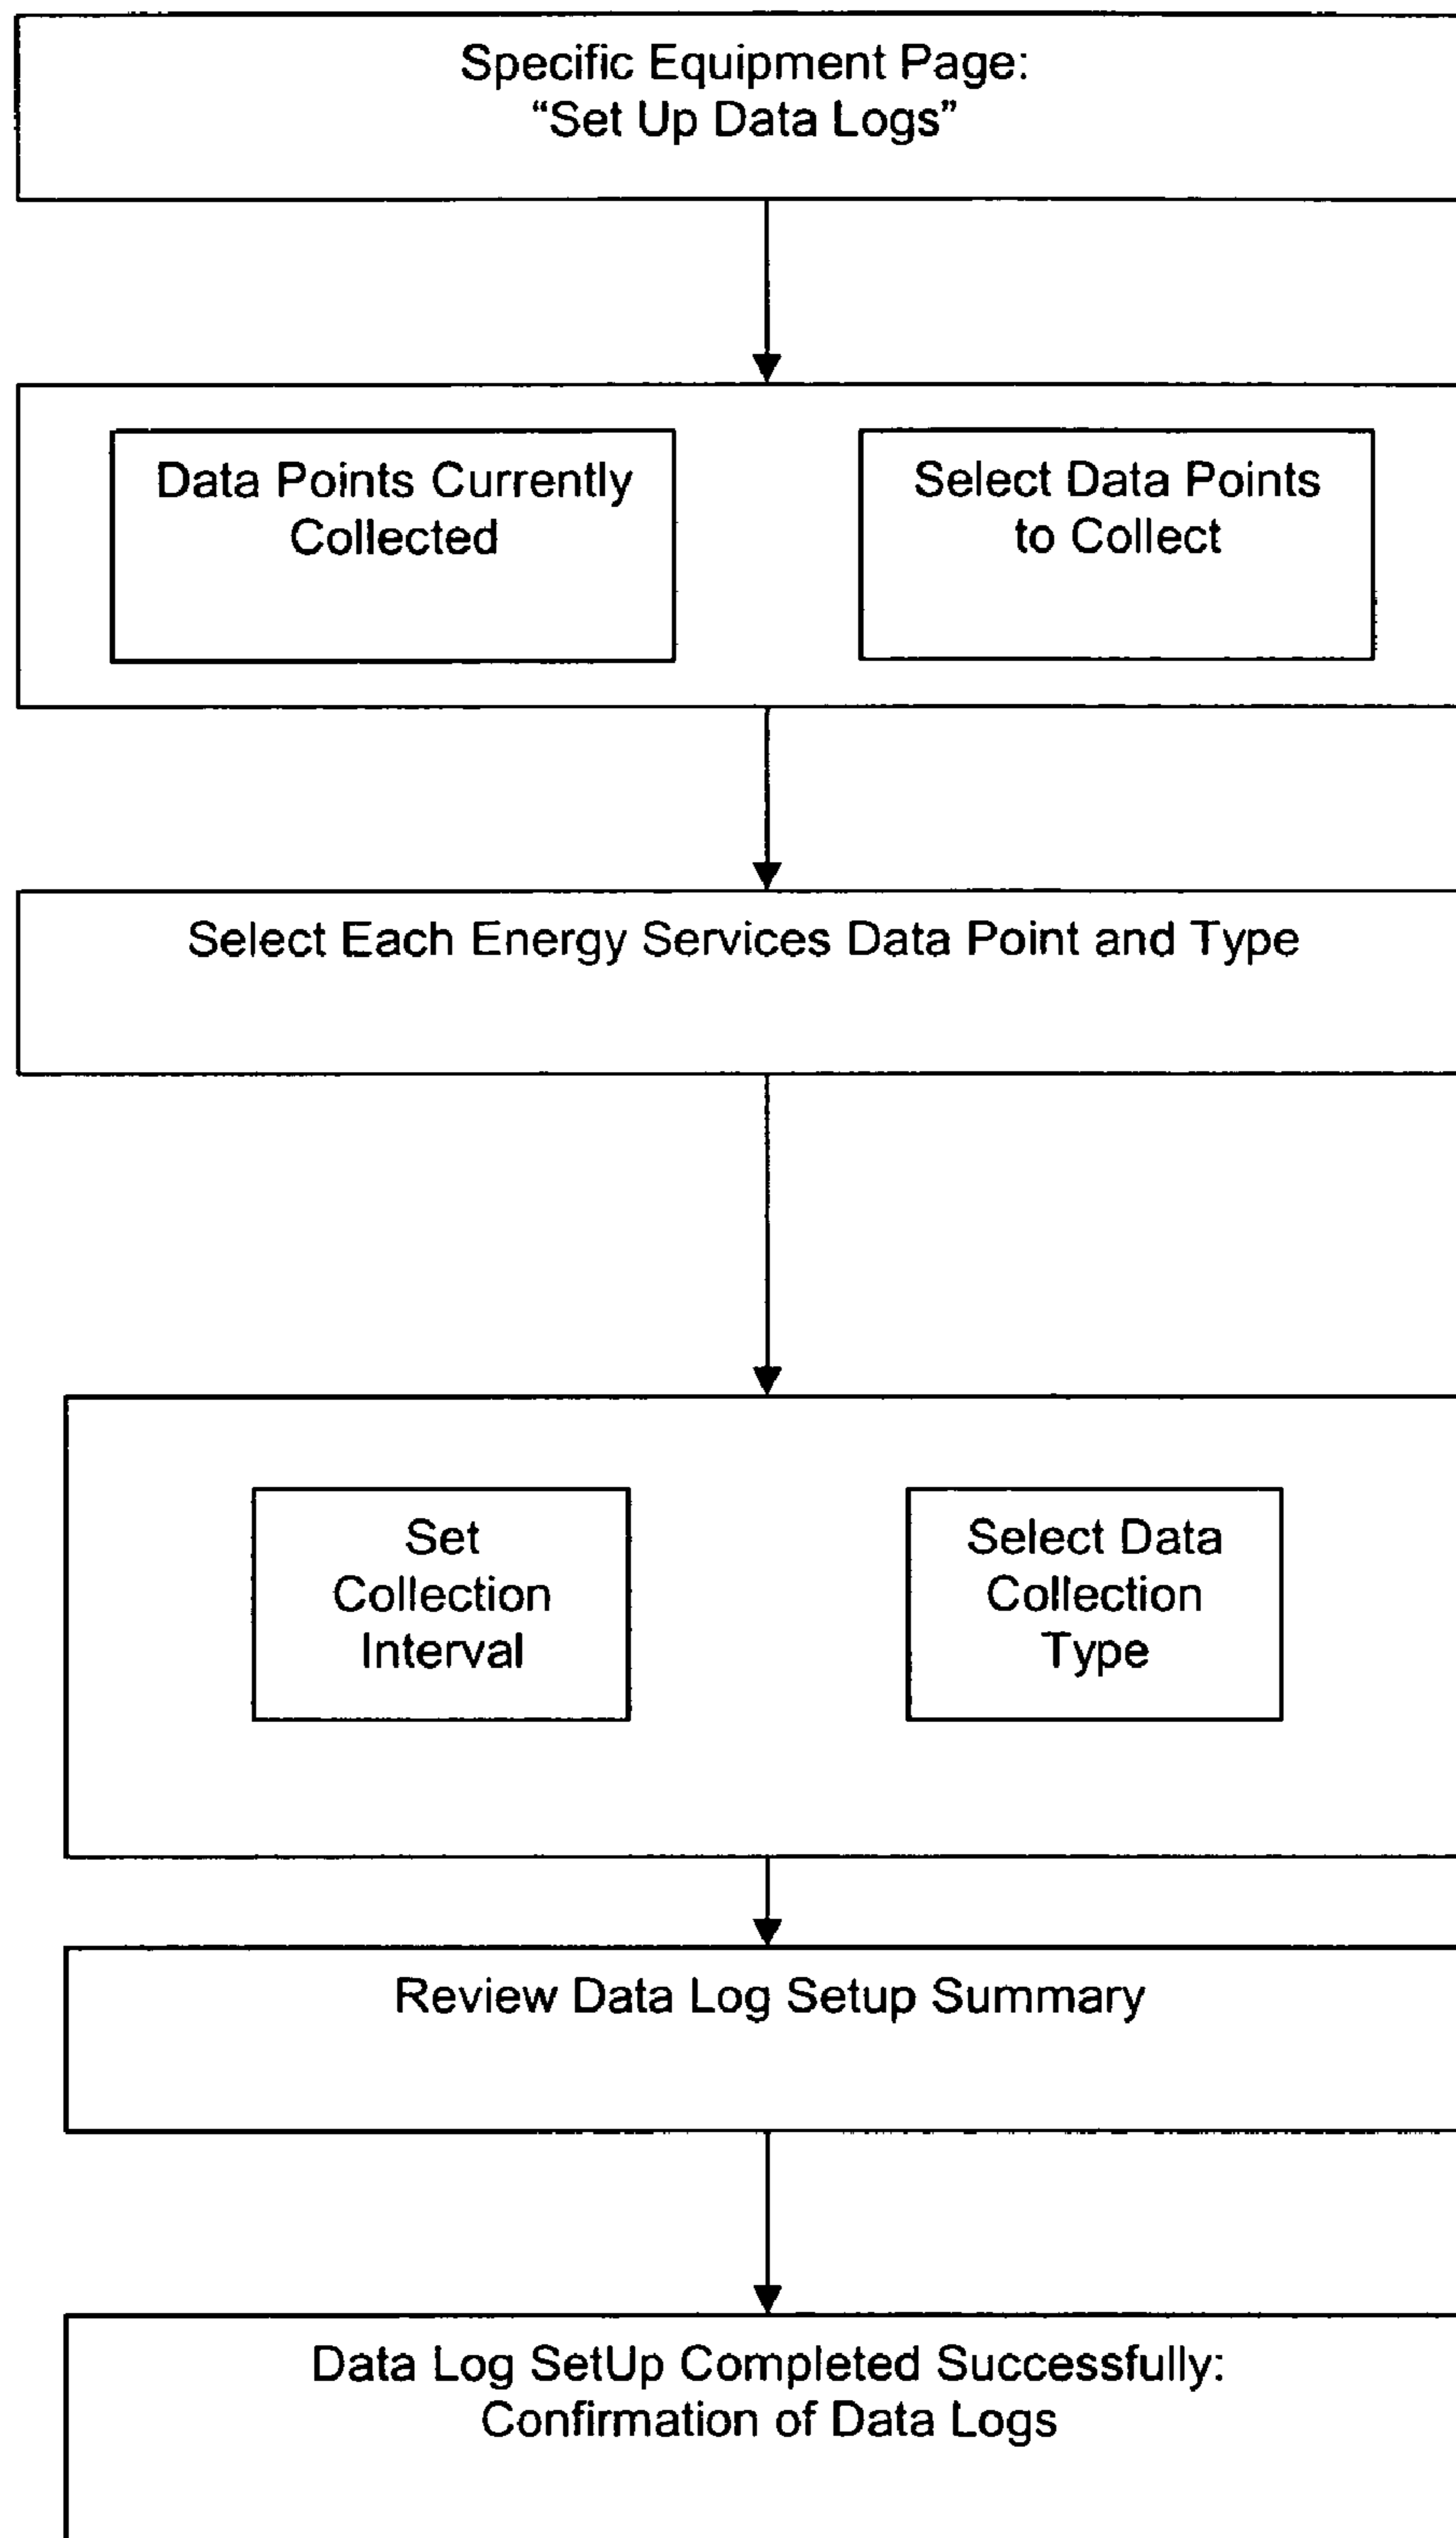 Specific Equipment Page:
“Set Up Data Logs”
Data Points Currently
Collected
Select Data Points
to Collect
Select Each Energy Services Data Point and Type
Set
Collection
Interval
Select Data
Collection
Type
Review Data Log Setup Summary
Data Log SetUp Completed Successfully:
Confirmation of Data Logs